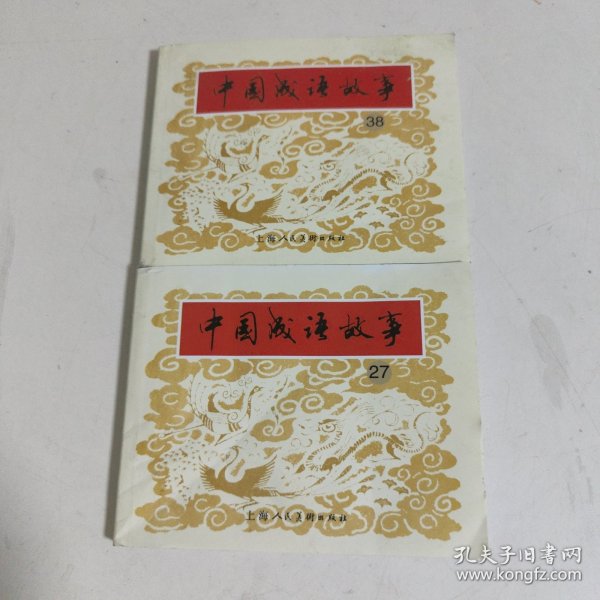 中国成语故事
38
上海人民美術出版社
中国成语故事
27
上海人民美術出版社
孔夫子旧书网
www.kongfz.com